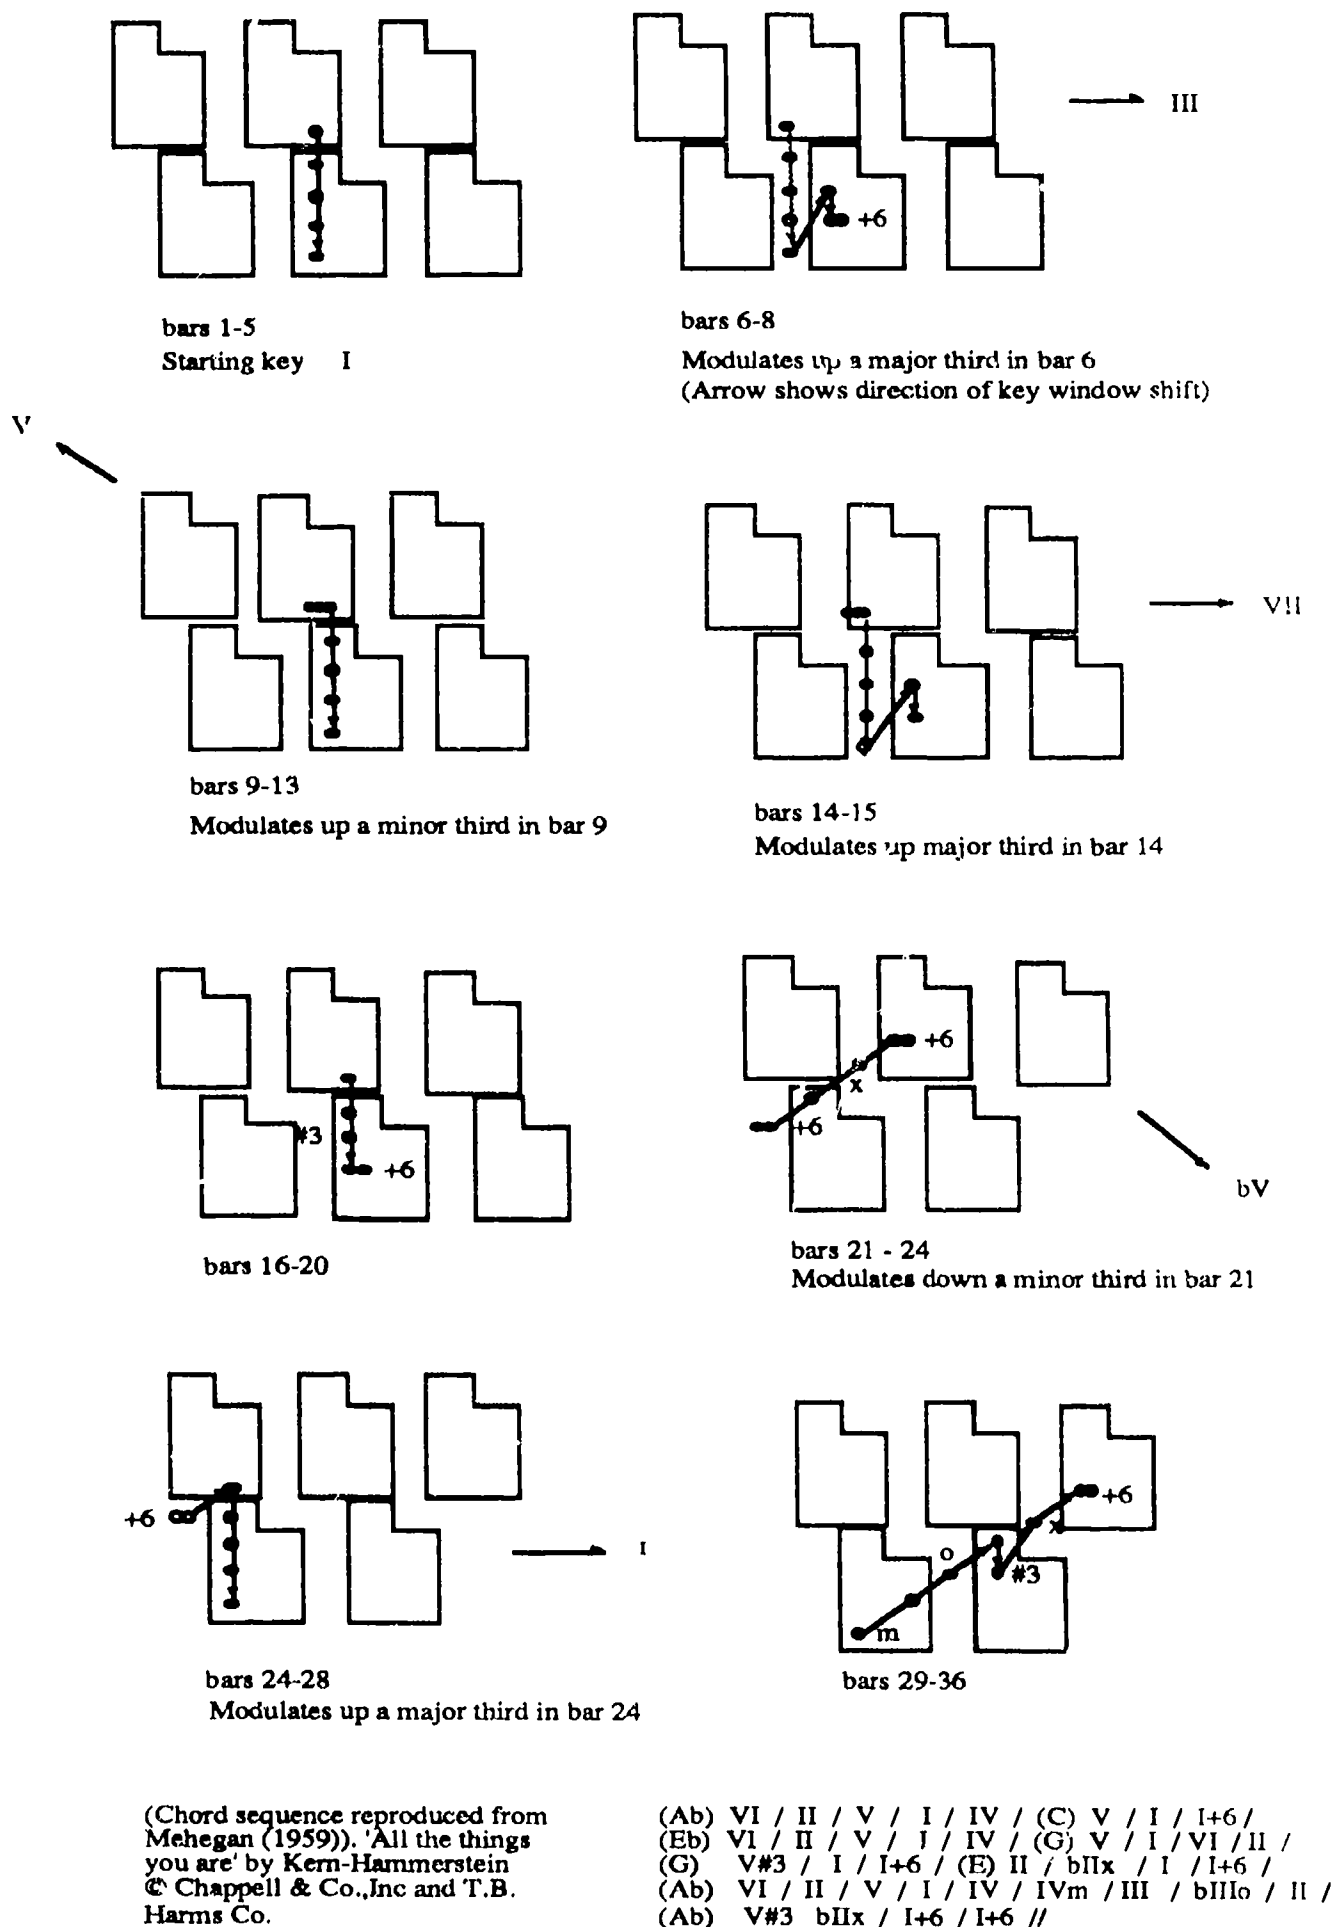 III
+6
bars 1-5
Starting key I
bars 6-8
Modulates up a major third in bar 6
(Arrow shows direction of key window shift)
V
VII
bars 9-13
Modulates up a minor third in bar 9
bars 14-15
Modulates up major third in bar 14
#3
+6
bars 16-20
+6
x
+6
bV
bars 21 - 24
Modulates down a minor third in bar 21
+6
I
bars 24-28
Modulates up a major third in bar 24
+6
x
o
#3
m
bars 29-36
(Chord sequence reproduced from
Mehegan (1959)). 'All the things
you are' by Kern-Hammerstein
© Chappell & Co.,Inc and T.B.
Harms Co.
(Ab) VI / II / V / I / IV / (C) V / I / I+6 /
(Eb) VI / II / V / I / IV / (G) V / I / VI / II /
(G) V#3 / I / I+6 / (E) II / bIIx / I / I+6 /
(Ab) VI / II / V / I / IV / IVm / III / bIIIo / II /
(Ab) V#3 bIIx / I+6 / I+6 //